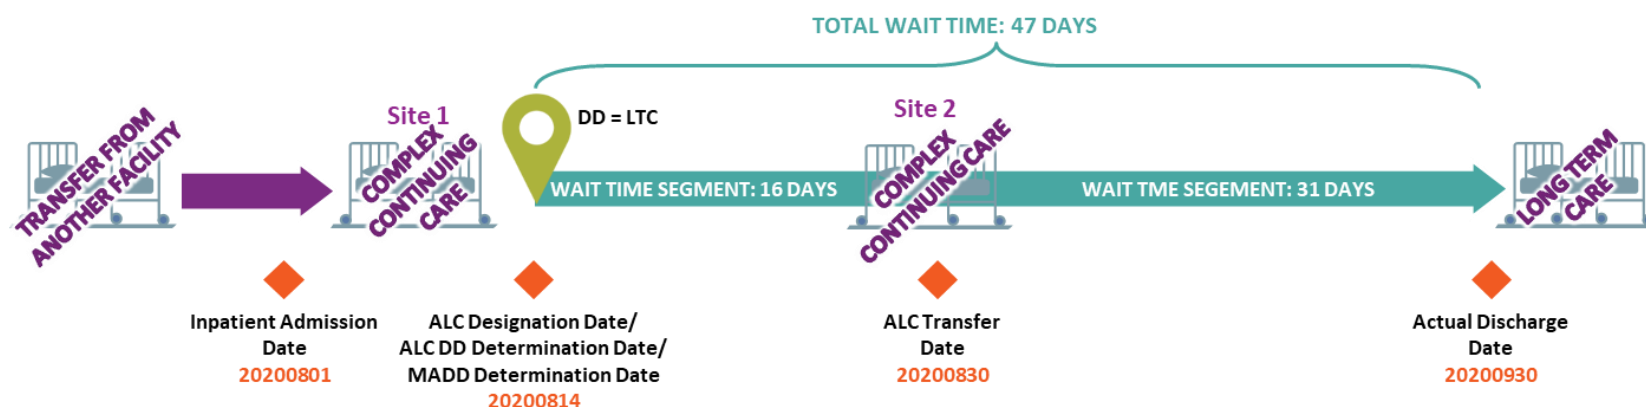 TOTAL WAIT TIME: 47 DAYS
TRANSFER FROM
ANOTHER FACILITY
Site 1
COMPLEX
CONTINUING
CARE
DD = LTC
WAIT TIME SEGMENT: 16 DAYS
Site 2
COMPLEX
CONTINUING CARE
WAIT TME SEGEMENT: 31 DAYS
LONG TERM
CARE
Inpatient Admission
Date
20200801
ALC Designation Date/
ALC DD Determination Date/
MADD Determination Date
20200814
ALC Transfer
Date
20200830
Actual Discharge
Date
20200930